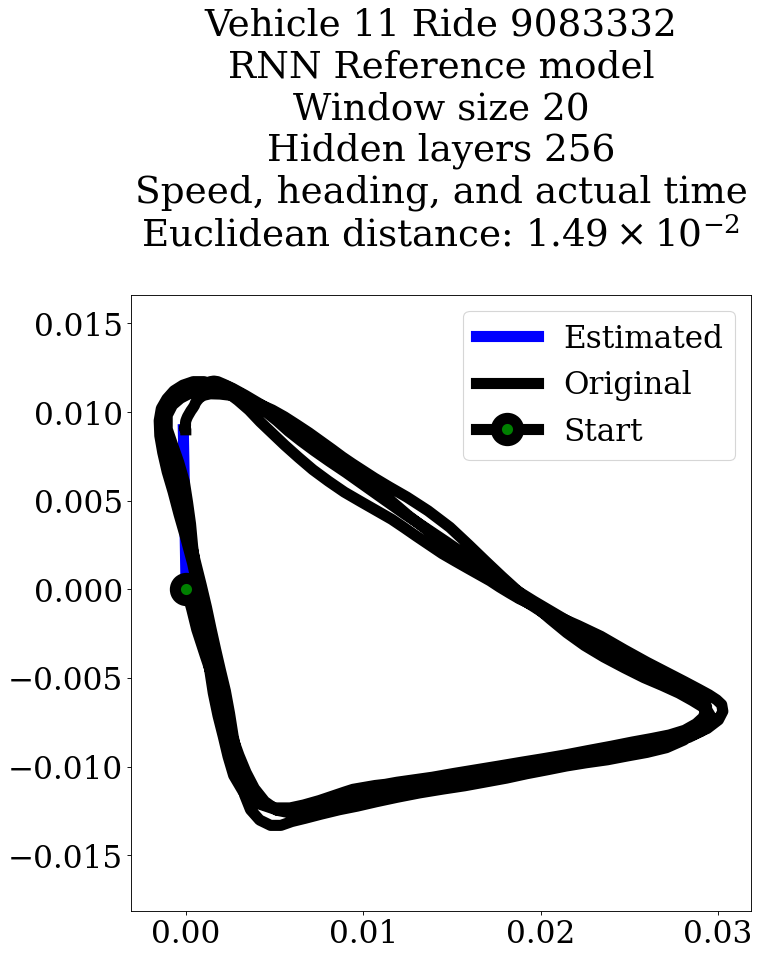 Vehicle 11 Ride 9083332
RNN Reference model
Window size 20
Hidden layers 256
Speed, heading, and actual time
Euclidean distance: 1.49 × 10⁻²
Estimated
Original
Start
0.015
0.010
0.005
0.000
−0.005
−0.010
−0.015
0.00 0.01 0.02 0.03